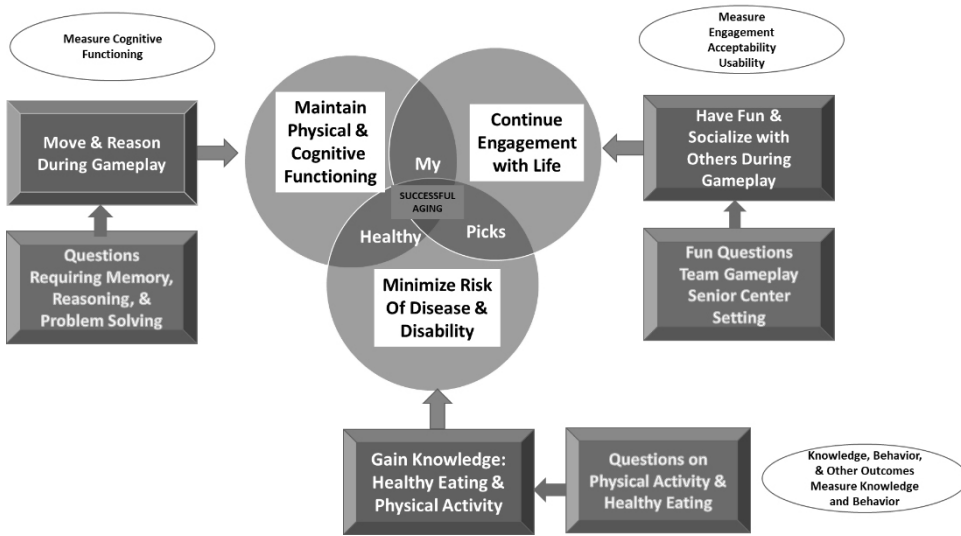 Measure Cognitive
Functioning
Measure
Engagement
Acceptability
Usability
Move & Reason
During Gameplay
Maintain
Physical &
Cognitive
Functioning
Continue
Engagement
with Life
Have Fun &
Socialize with
Others During
Gameplay
My
SUCCESSFUL
AGING
Healthy
Picks
Questions
Requiring Memory,
Reasoning, &
Problem Solving
Minimize Risk
Of Disease &
Disability
Fun Questions
Team Gameplay
Senior Center
Setting
Gain Knowledge:
Healthy Eating &
Physical Activity
Questions on
Physical Activity &
Healthy Eating
Knowledge, Behavior,
& Other Outcomes
Measure Knowledge
and Behavior